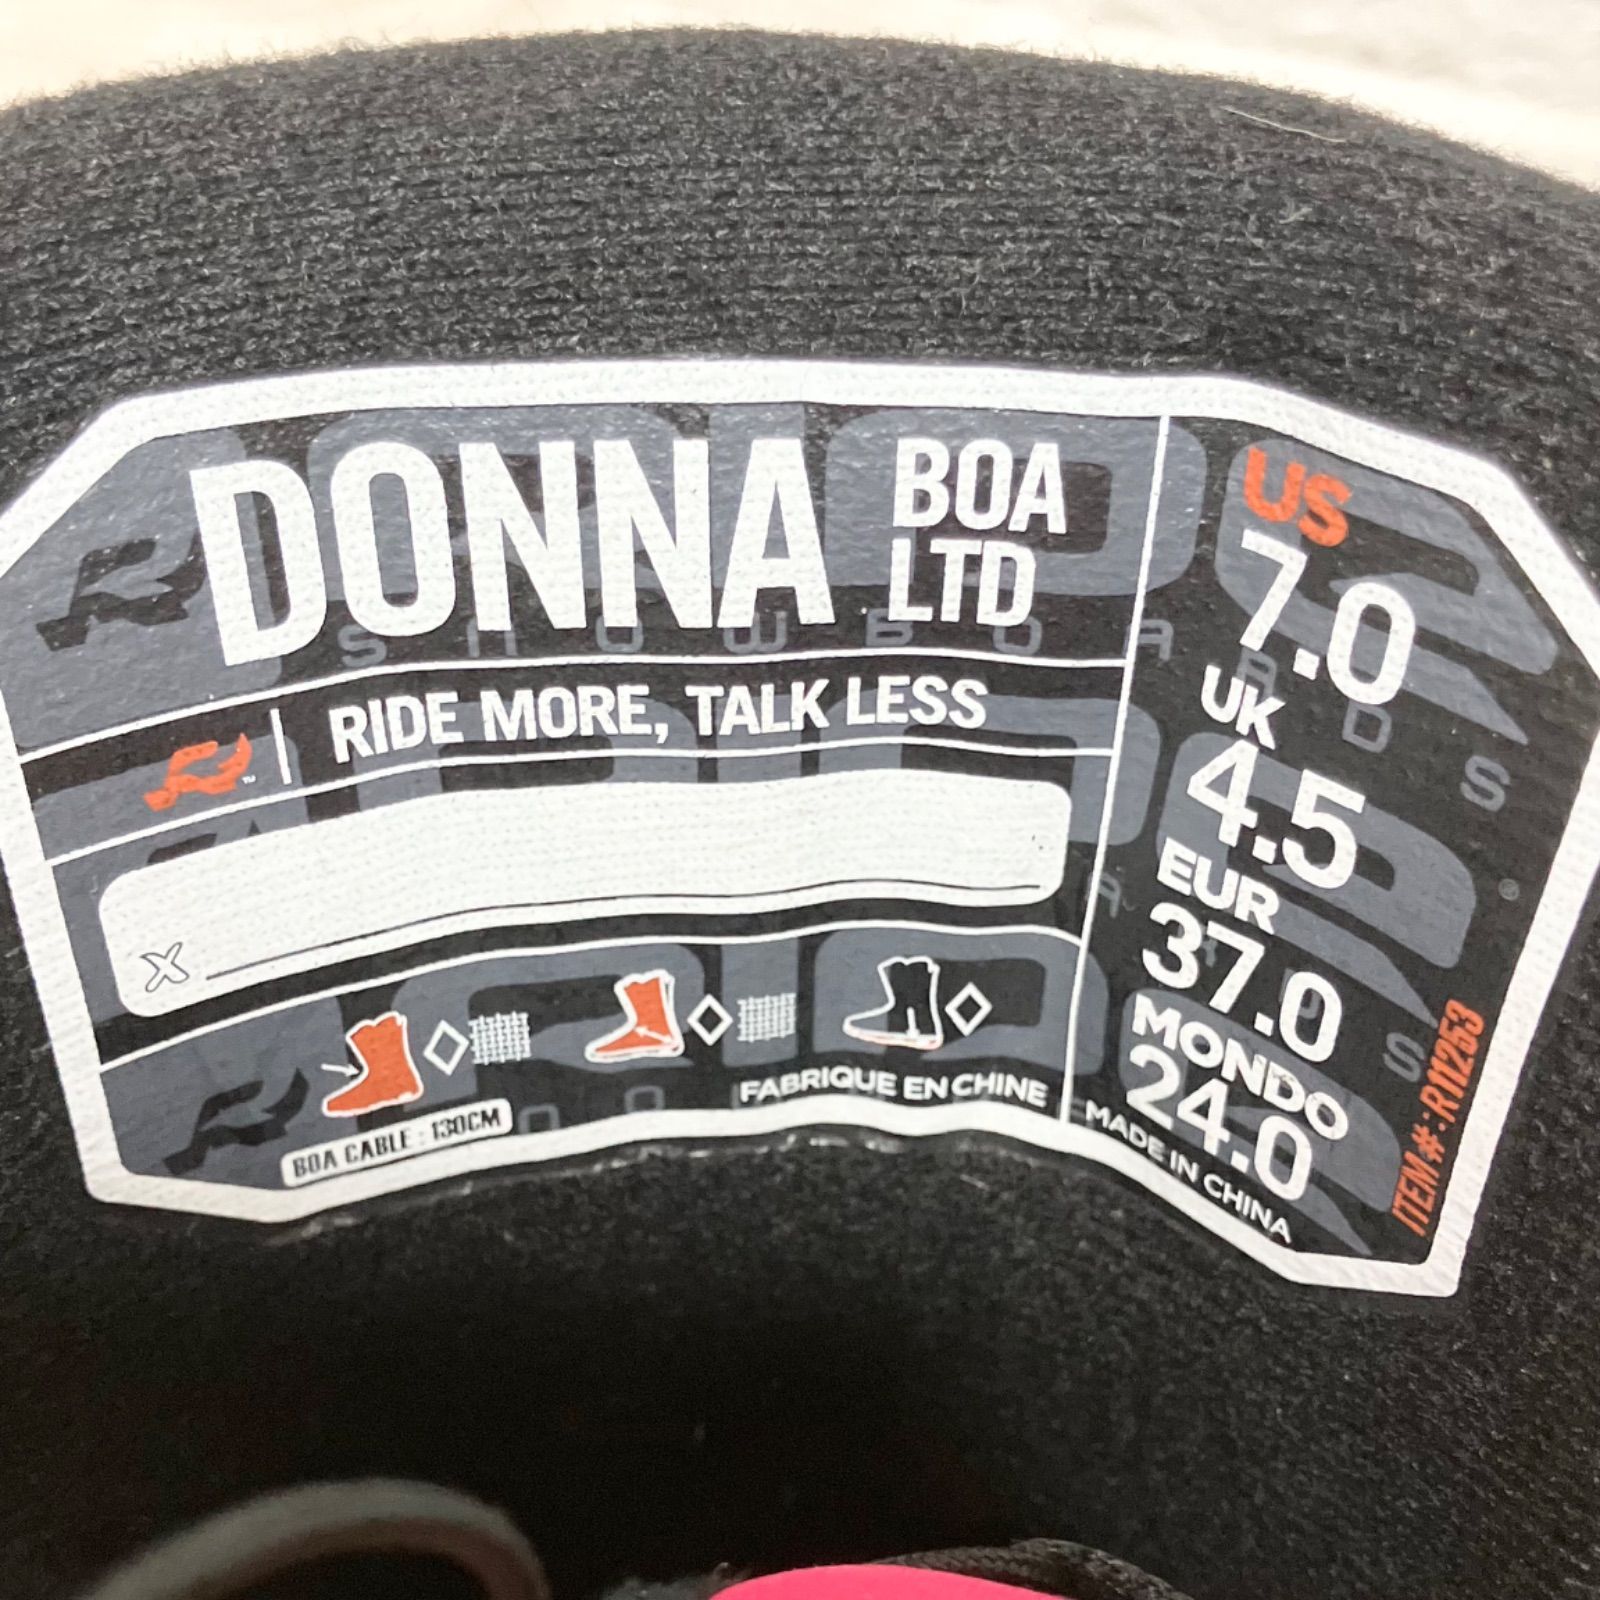 DONNA
BOA
LTD
SNOWBOARDS
RIDE MORE, TALK LESS
X
BOA CABLE : 130CM
FABRIQUE EN CHINE
US
7.0
UK
4.5
EUR
37.0
MONDO
24.0
MADE IN CHINA
ITEM# : R11253